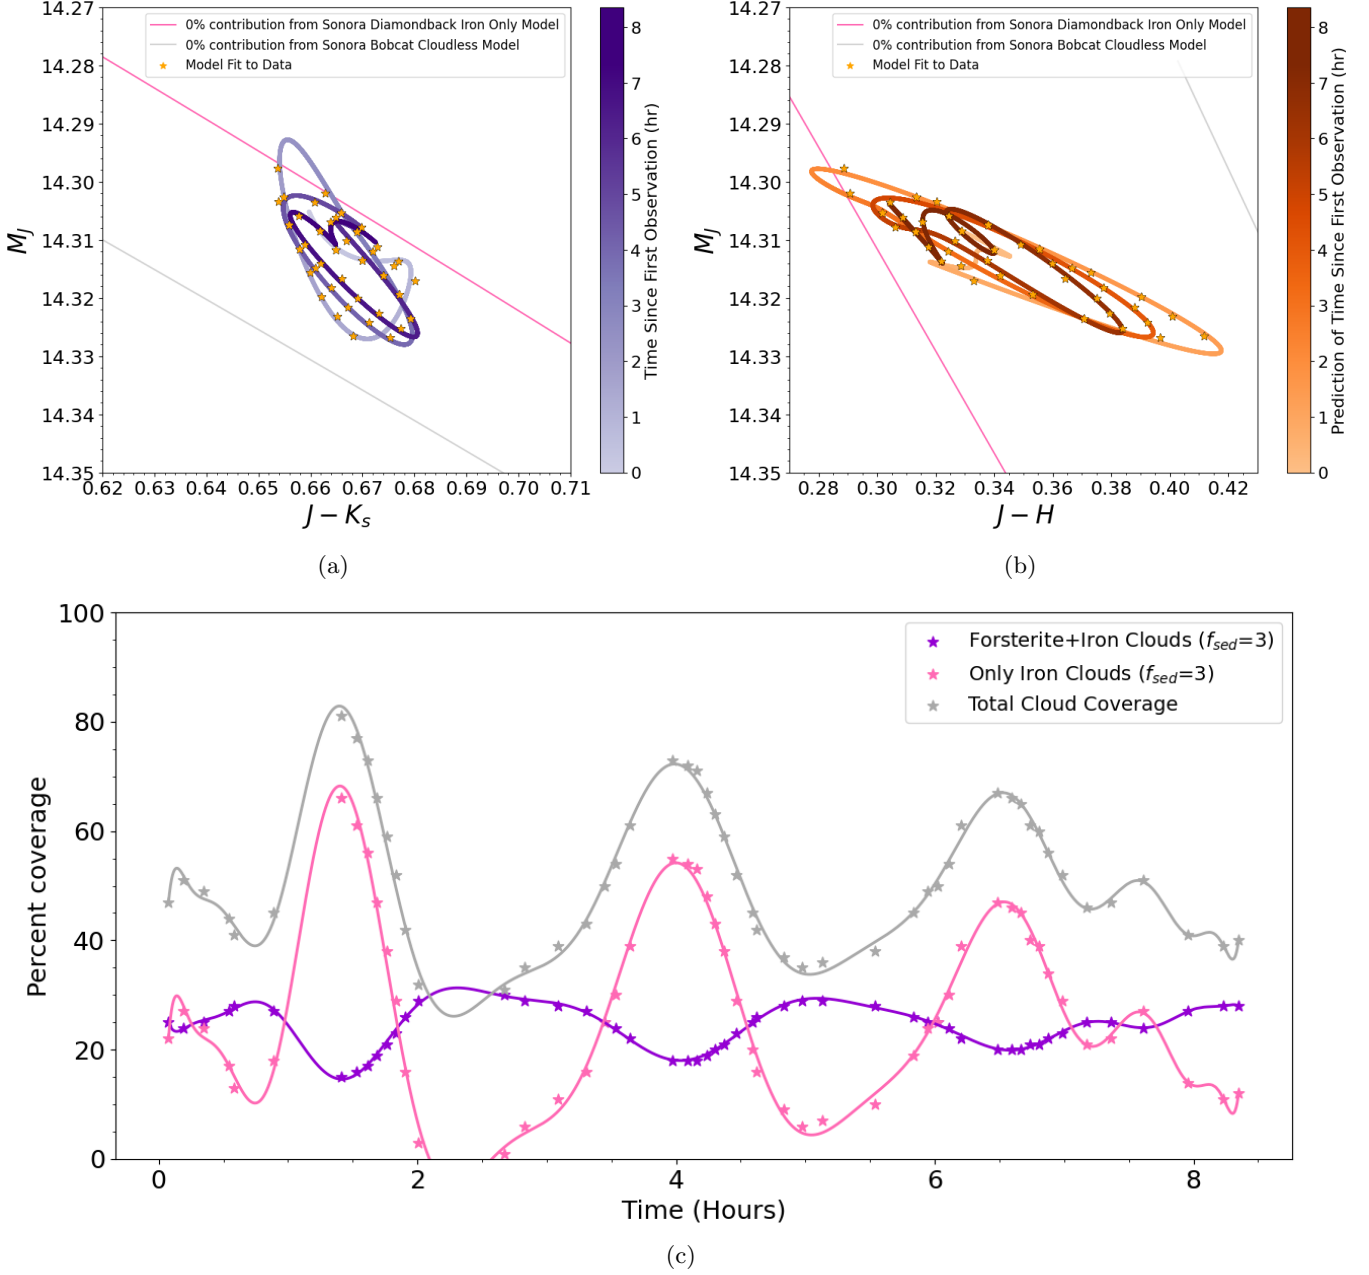 14.27
14.28
14.29
14.30
14.31
14.32
14.33
14.34
14.35
M_J
0% contribution from Sonora Diamondback Iron Only Model
0% contribution from Sonora Bobcat Cloudless Model
Model Fit to Data
0.62 0.63 0.64 0.65 0.66 0.67 0.68 0.69 0.70 0.71
J − K_s
8
7
6
5
4
3
2
1
0
Time Since First Observation (hr)
(a)
14.27
14.28
14.29
14.30
14.31
14.32
14.33
14.34
14.35
M_J
0% contribution from Sonora Diamondback Iron Only Model
0% contribution from Sonora Bobcat Cloudless Model
Model Fit to Data
0.28 0.30 0.32 0.34 0.36 0.38 0.40 0.42
J − H
8
7
6
5
4
3
2
1
0
Prediction of Time Since First Observation (hr)
(b)
100
80
60
40
20
0
Percent coverage
Forsterite+Iron Clouds (f_sed=3)
Only Iron Clouds (f_sed=3)
Total Cloud Coverage
0 2 4 6 8
Time (Hours)
(c)